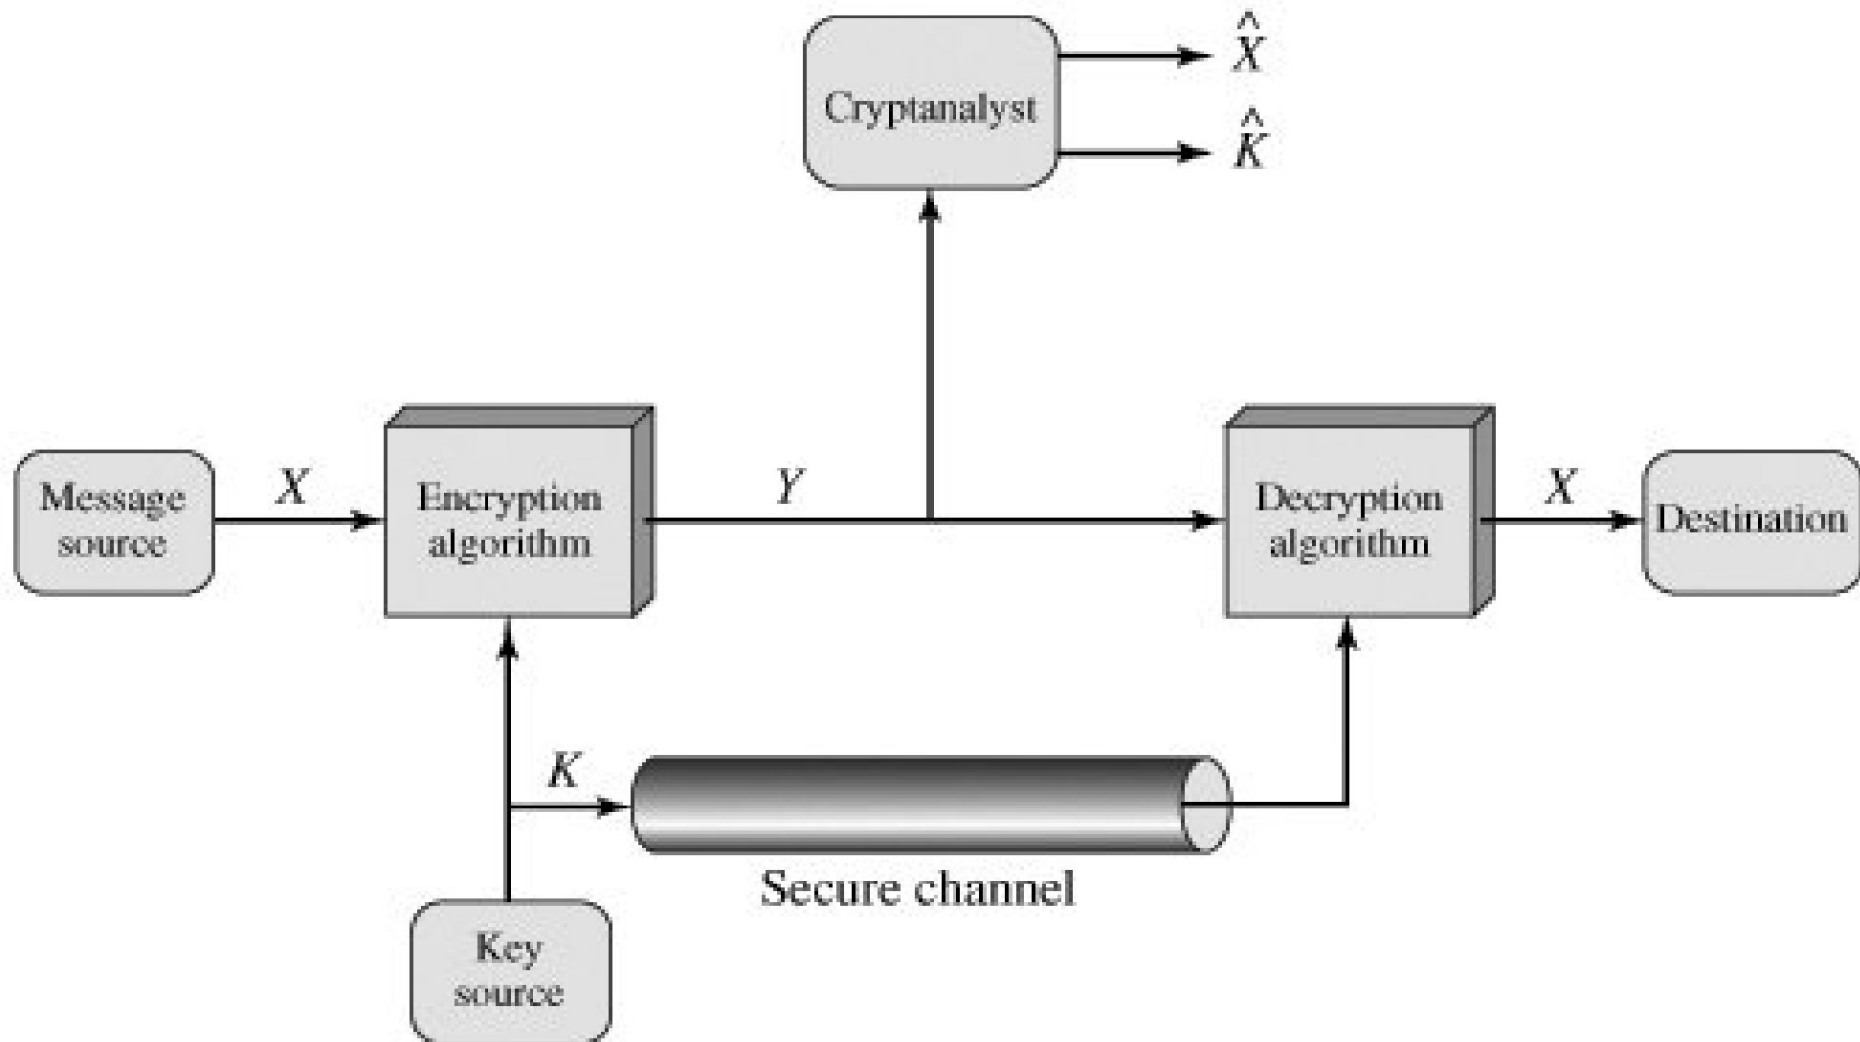 X̂
Cryptanalyst
K̂
Message
source
X
Encryption
algorithm
Y
Decryption
algorithm
X
Destination
K
Secure channel
Key
source